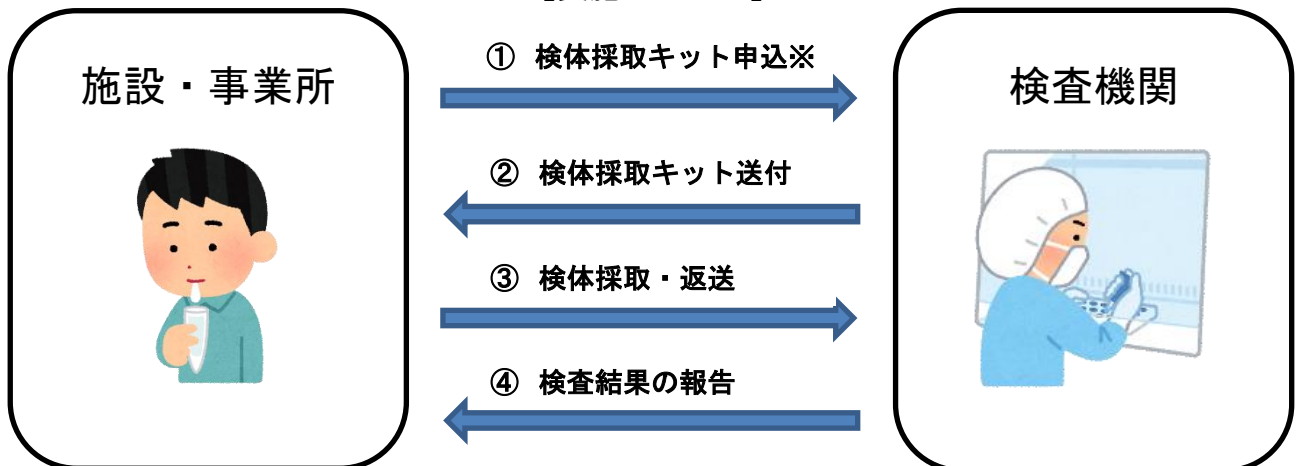 施設・事業所
① 検体採取キット申込※
② 検体採取キット送付
③ 検体採取・返送
④ 検査結果の報告
検査機関